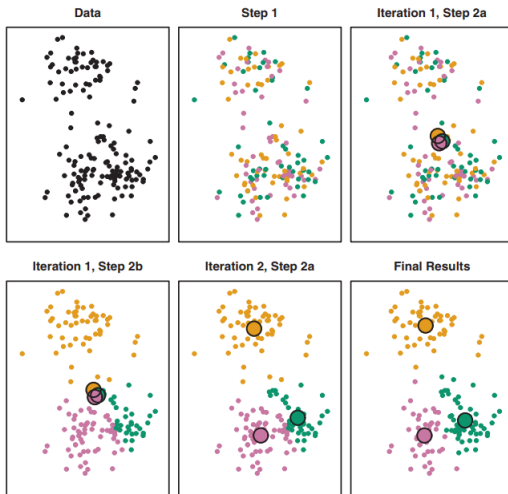 Data
Step 1
Iteration 1, Step 2a
Iteration 1, Step 2b
Iteration 2, Step 2a
Final Results